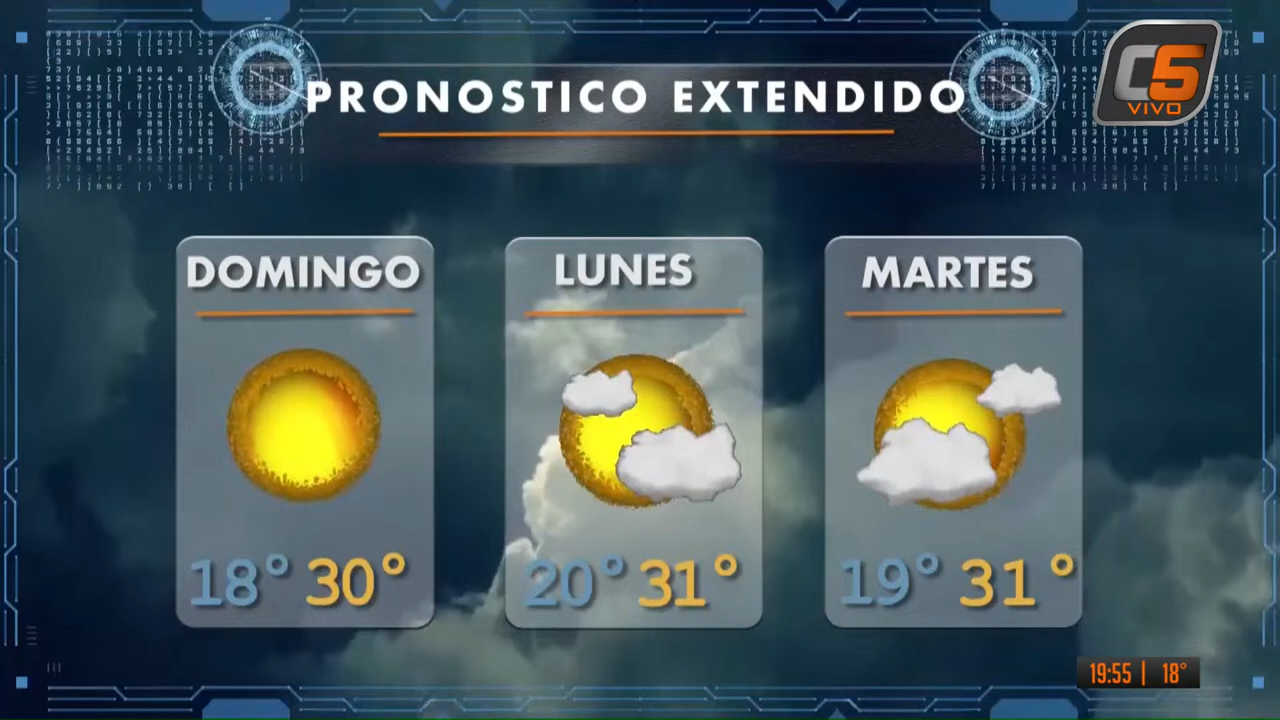 PRONOSTICO EXTENDIDO
C5
VIVO
DOMINGO
18° 30°
LUNES
20° 31°
MARTES
19° 31°
19:55 | 18°